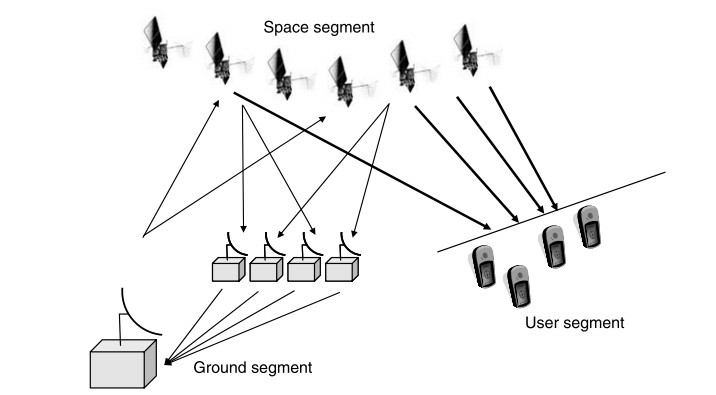 Space segment
User segment
Ground segment